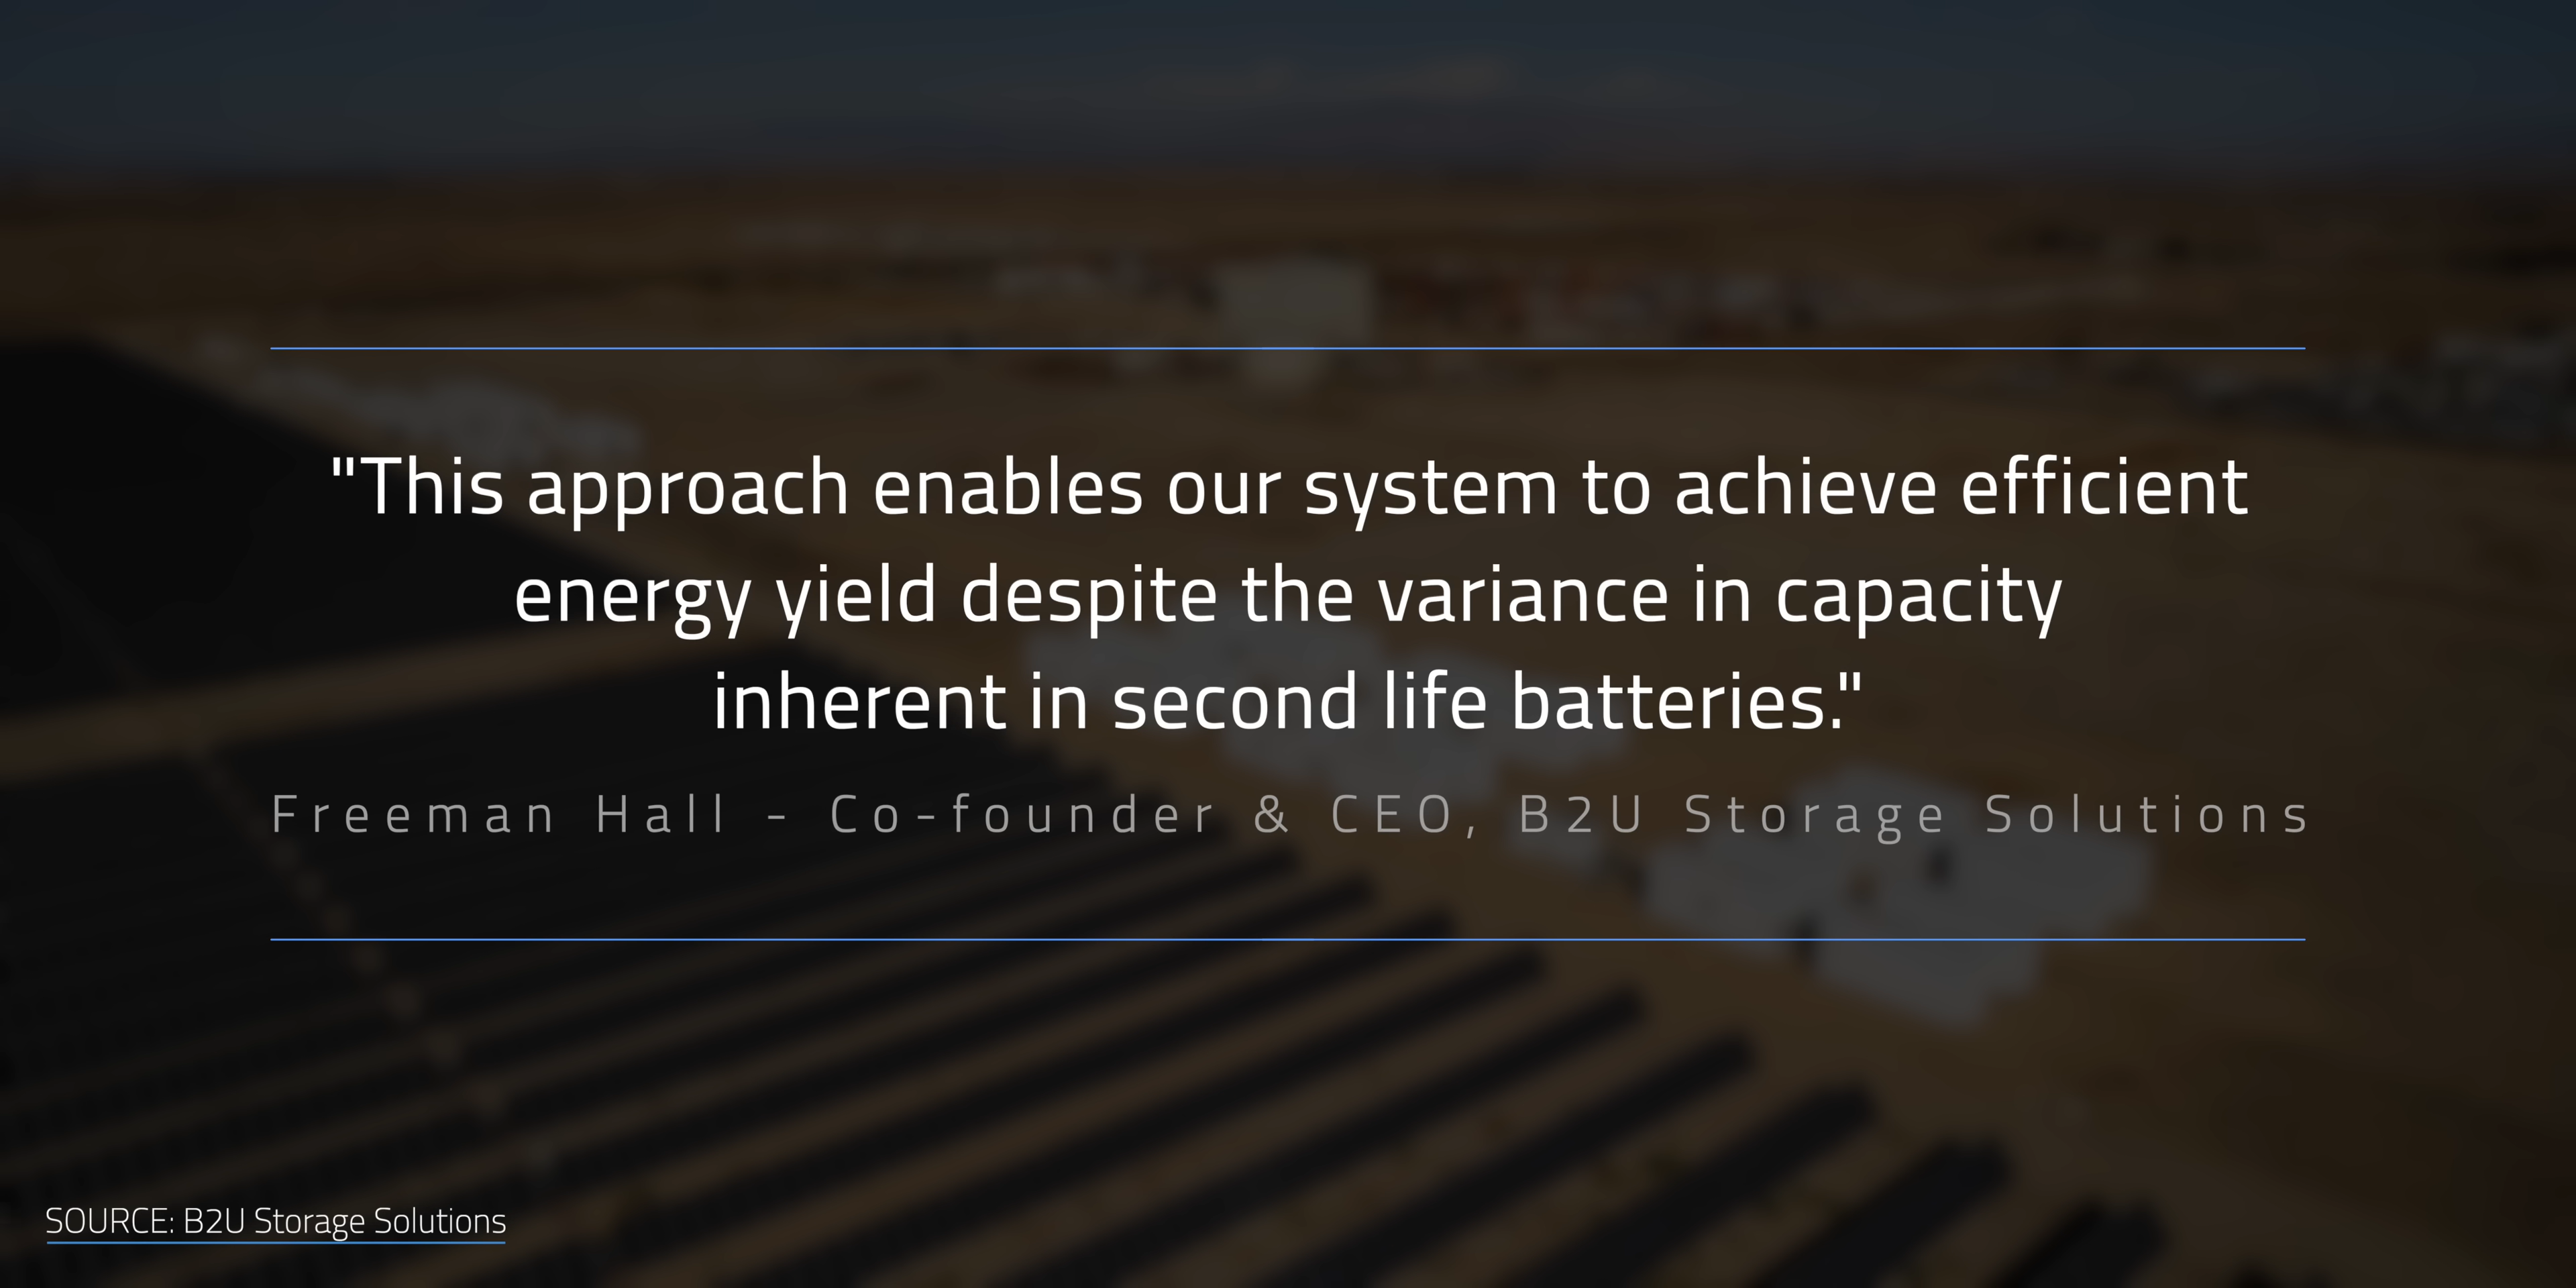 "This approach enables our system to achieve efficient
energy yield despite the variance in capacity
inherent in second life batteries."
Freeman Hall - Co-founder & CEO, B2U Storage Solutions
SOURCE: B2U Storage Solutions